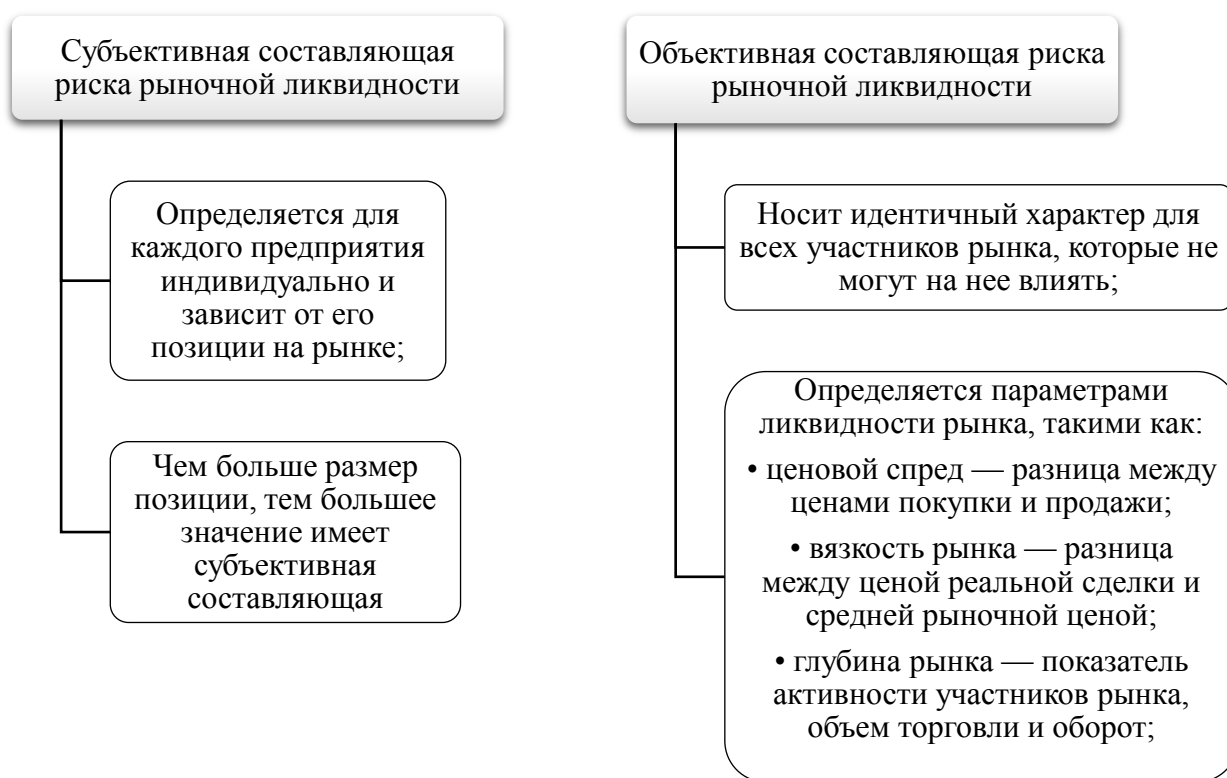 Субъективная составляющая
риска рыночной ликвидности
Определяется для
каждого предприятия
индивидуально и
зависит от его
позиции на рынке;
Чем больше размер
позиции, тем большее
значение имеет
субъективная
составляющая
Объективная составляющая риска
рыночной ликвидности
Носит идентичный характер для
всех участников рынка, которые не
могут на нее влиять;
Определяется параметрами
ликвидности рынка, такими как:
• ценовой спред — разница между
ценами покупки и продажи;
• вязкость рынка — разница
между ценой реальной сделки и
средней рыночной ценой;
• глубина рынка — показатель
активности участников рынка,
объем торговли и оборот;